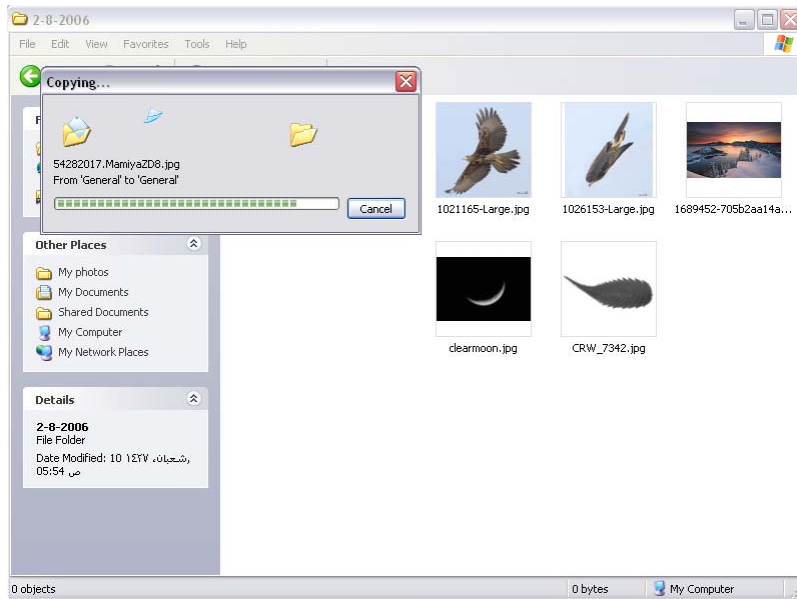 2-8-2006
File Edit View Favorites Tools Help
Copying...
54282017.MamiyaZD8.jpg
From 'General' to 'General'
Cancel
1021165-Large.jpg 1026153-Large.jpg 1689452-705b2aa14a...
Other Places
My photos
My Documents
Shared Documents
My Computer
My Network Places
clearmoon.jpg CRW_7342.jpg
Details
2-8-2006
File Folder
Date Modified: 10 شعبان، ١٤٢٧,
05:54 ص
0 objects 0 bytes My Computer